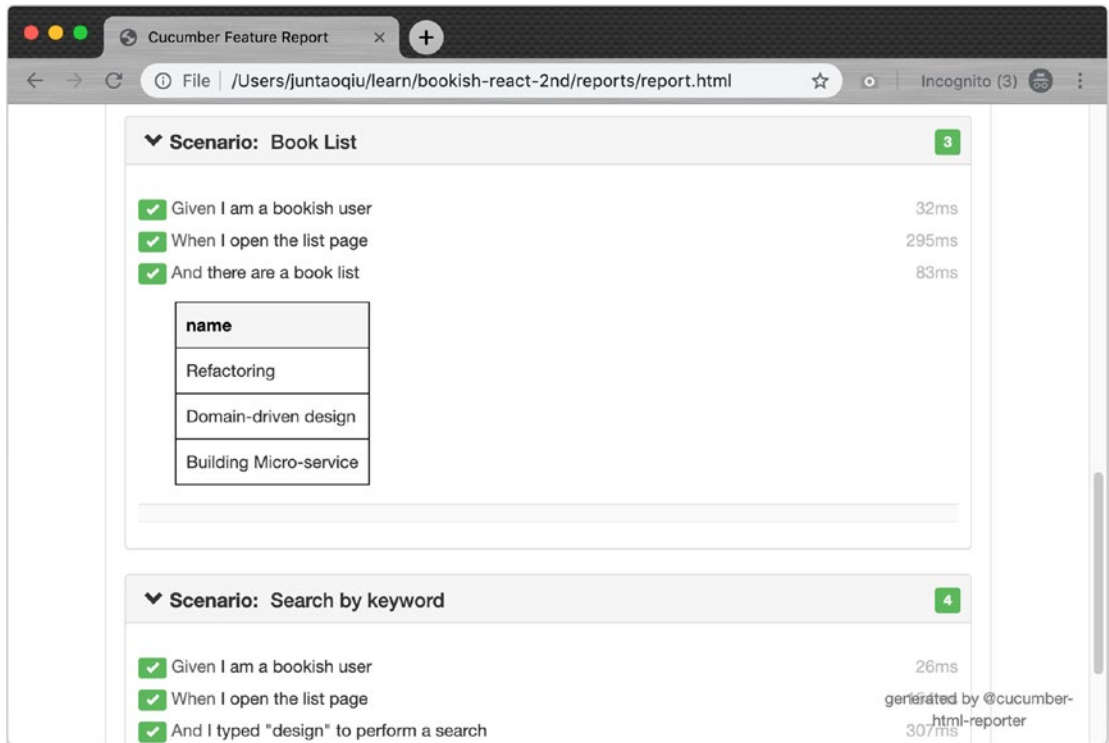 Cucumber Feature Report
File | /Users/juntaoqiu/learn/bookish-react-2nd/reports/report.html Incognito (3)
Scenario: Book List 3
Given I am a bookish user 32ms
When I open the list page 295ms
And there are a book list 83ms
name
Refactoring
Domain-driven design
Building Micro-service
Scenario: Search by keyword 4
Given I am a bookish user 26ms
When I open the list page
generated by @cucumber-
html-reporter
And I typed "design" to perform a search 307ms